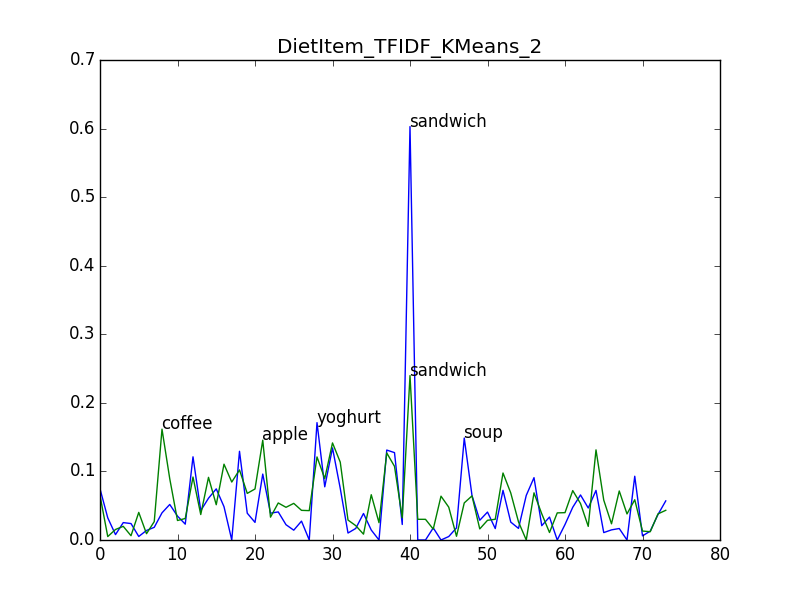 DietItem_TFIDF_KMeans_2
0.7
0.6
0.5
0.4
0.3
0.2
0.1
0.0
sandwich
sandwich
coffee
apple
yoghurt
soup
0 10 20 30 40 50 60 70 80